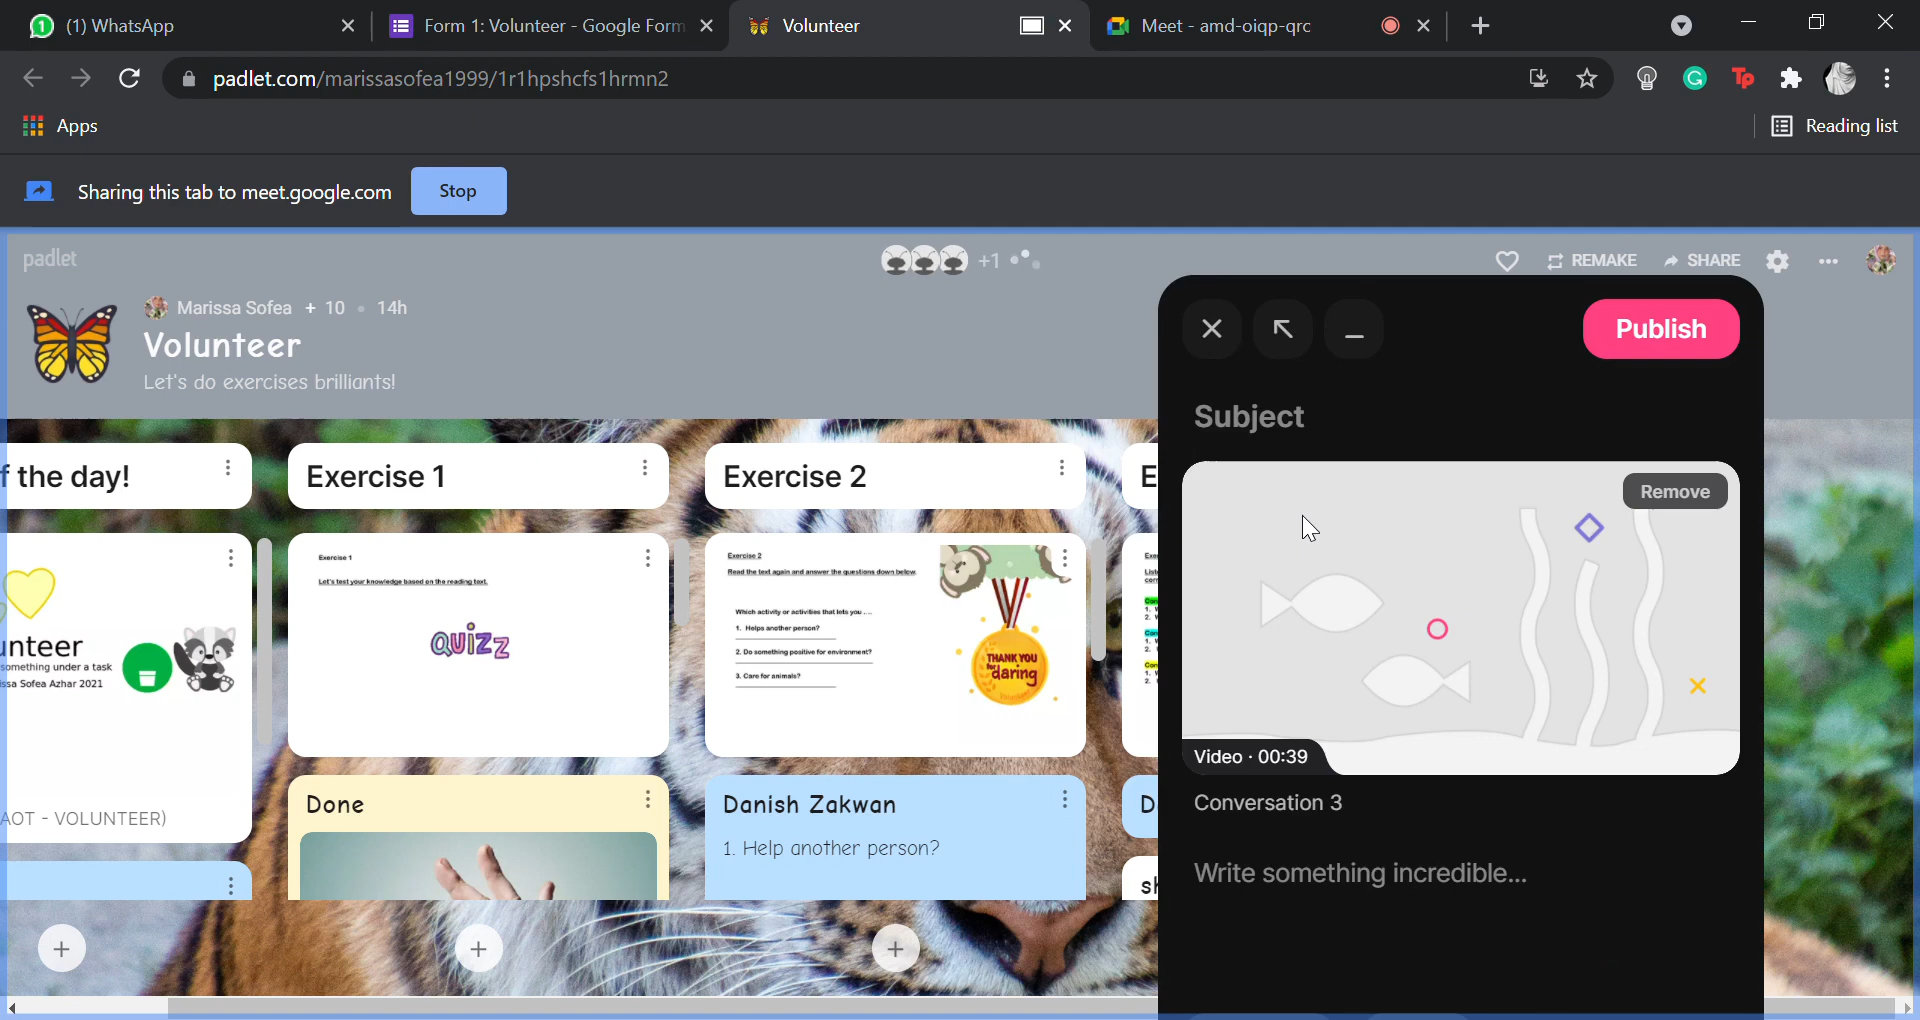 (1) WhatsApp
Form 1: Volunteer - Google Form
Volunteer
Meet - amd-oiqp-qrc
padlet.com/marissasofea1999/1r1hpshcfs1hrmn2
Apps
Reading list
Sharing this tab to meet.google.com
Stop
padlet
+1
REMAKE
SHARE
Marissa Sofea + 10 • 14h
Volunteer
Let's do exercises brilliants!
Publish
Subject
f the day!
Exercise 1
Exercise 2
E
Remove
unteer
something under a task
ssa Sofea Azhar 2021
AOT - VOLUNTEER)
Exercise 1
Let's test your knowledge based on the reading text.
QUIZZ
Exercise 2
Read the text again and answer the questions down below.
Which activity or activities that lets you ....
1. Helps another person?
2. Do something positive for environment?
3. Care for animals?
THANK YOU
for daring
Video · 00:39
Conversation 3
Write something incredible...
Done
Danish Zakwan
1. Help another person?
D
sh